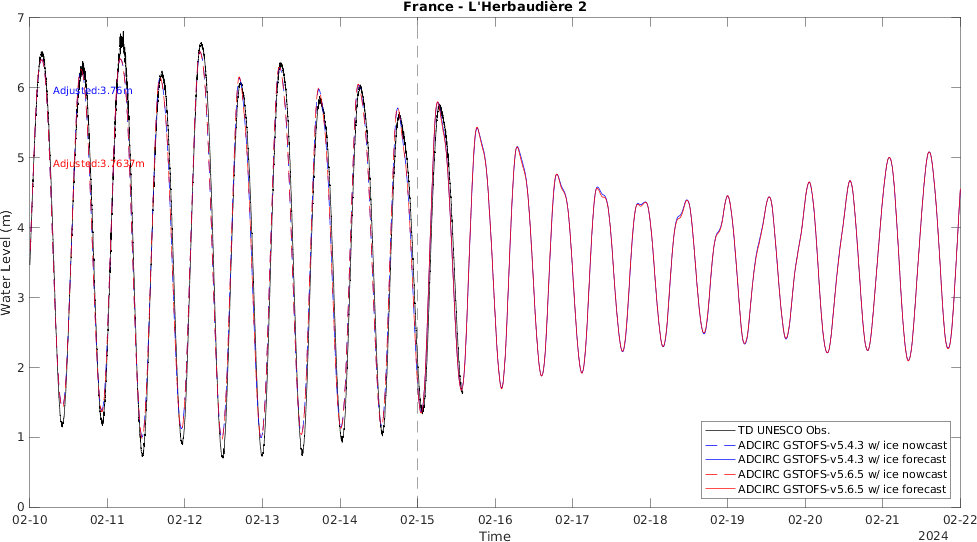 France - L'Herbaudière 2
7
6
5
4
3
2
1
0
Water Level (m)
Adjusted:3.76m
Adjusted:3.7637m
TD UNESCO Obs.
ADCIRC GSTOFS-v5.4.3 w/ ice nowcast
ADCIRC GSTOFS-v5.4.3 w/ ice forecast
ADCIRC GSTOFS-v5.6.5 w/ ice nowcast
ADCIRC GSTOFS-v5.6.5 w/ ice forecast
02-10 02-11 02-12 02-13 02-14 02-15 02-16 02-17 02-18 02-19 02-20 02-21 02-22
Time
2024